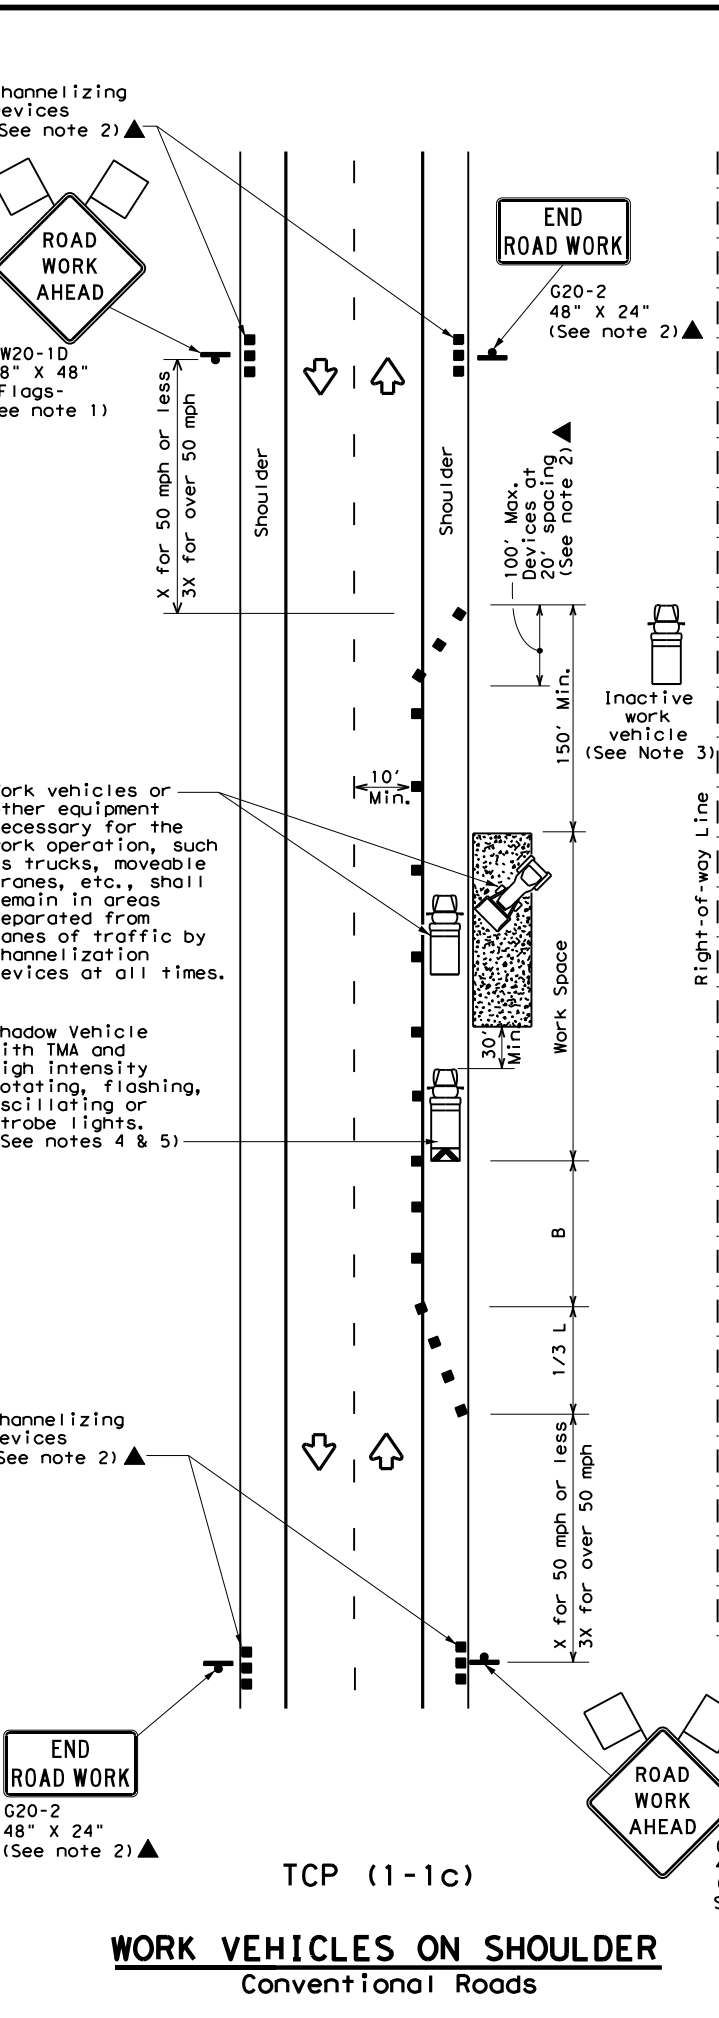 hannelizing
evices
See note 2)
ROAD
WORK
AHEAD
END
ROAD WORK
G20-2
48" X 24"
(See note 2)
W20-1D
8" X 48"
Flags-
ee note 1)
X for 50 mph or less
3X for over 50 mph
Shoulder
Shoulder
100' Max.
Devices at
20' spacing
(See note 2)
150' Min.
Inactive
work
vehicle
(See Note 3)
10'
Min.
ork vehicles or
ther equipment
ecessary for the
ork operation, such
s trucks, moveable
ranes, etc., shall
emain in areas
eparated from
anes of traffic by
hannelization
evices at all times.
Right-of-way Line
Work Space
30'
Min.
hadow Vehicle
ith TMA and
igh intensity
otating, flashing,
scillating or
trobe lights.
See notes 4 & 5)
B
1/3 L
hannelizing
evices
See note 2)
X for 50 mph or less
3X for over 50 mph
END
ROAD WORK
G20-2
48" X 24"
(See note 2)
ROAD
WORK
AHEAD
TCP (1-1c)
WORK VEHICLES ON SHOULDER
Conventional Roads